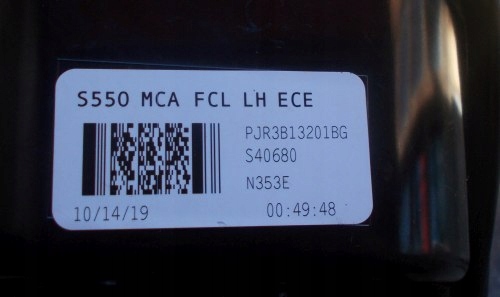 S550 MCA FCL LH ECE
PJR3B13201BG
S40680
N353E
10/14/19 00:49:48